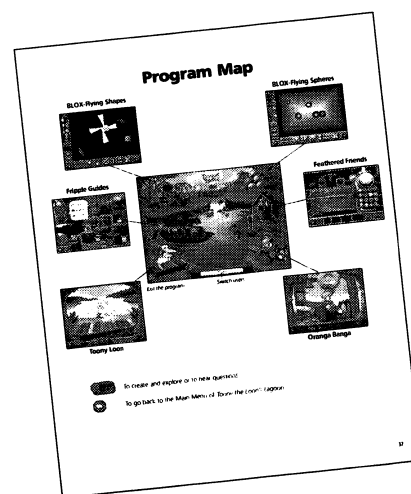 Program Map
BLOX-Flying Shapes
BLOX-Flying Spheres
Fripple Guides
Feathered Friends
Exit the program
Switch users
Toony Loon
Oranga Banga
To create and explore or to hear questions
To go back to the Main Menu of Toony the Loon's Lagoon
37